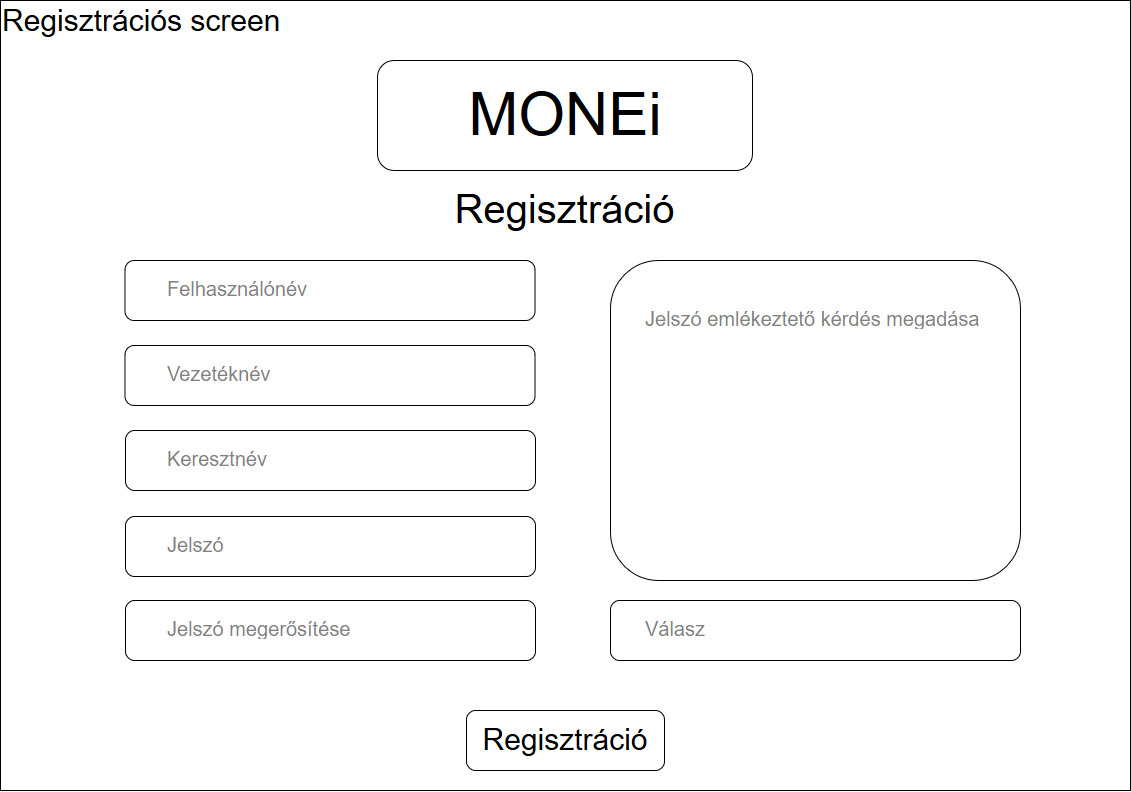 Regisztrációs screen
MONEi
Regisztráció
Felhasználónév
Vezetéknév
Keresztnév
Jelszó
Jelszó megerősítése
Jelszó emlékeztető kérdés megadása
Válasz
Regisztráció